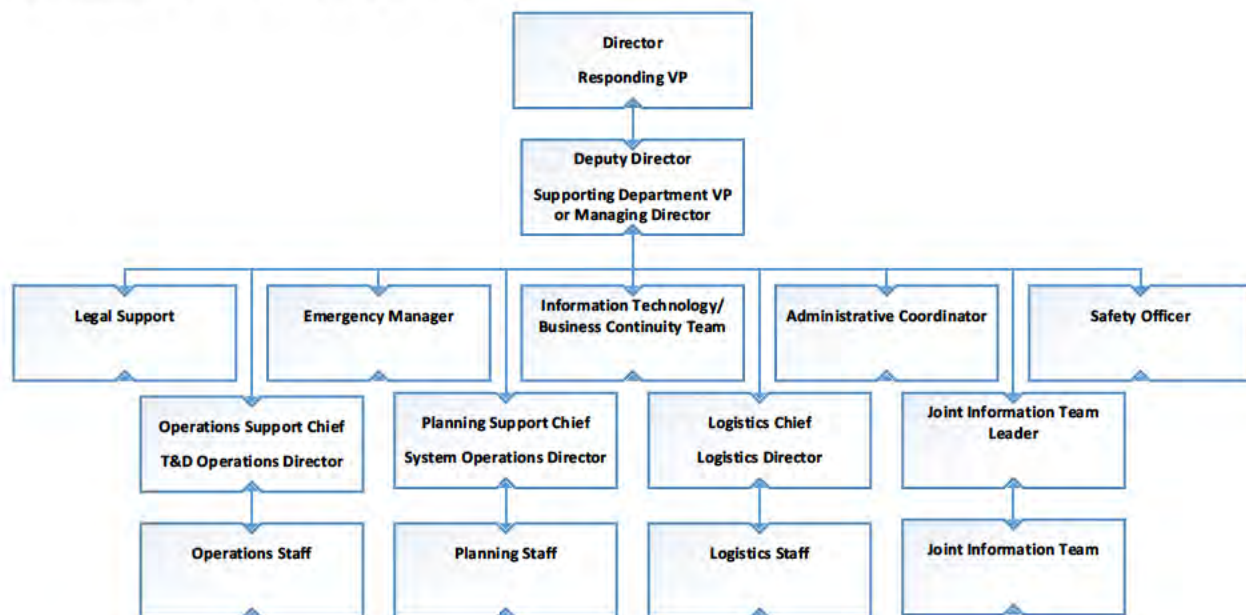 Director
Responding VP
Deputy Director
Supporting Department VP
or Managing Director
Legal Support
Emergency Manager
Information Technology/
Business Continuity Team
Administrative Coordinator
Safety Officer
Operations Support Chief
T&D Operations Director
Planning Support Chief
System Operations Director
Logistics Chief
Logistics Director
Joint Information Team
Leader
Operations Staff
Planning Staff
Logistics Staff
Joint Information Team